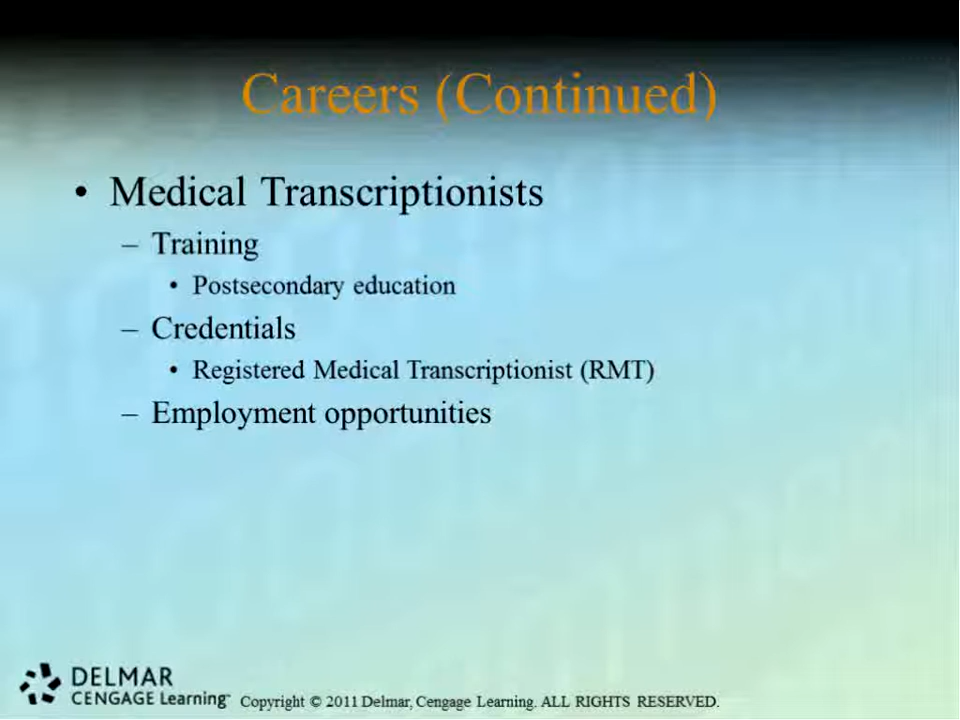 Careers (Continued)
• Medical Transcriptionists
– Training
• Postsecondary education
– Credentials
• Registered Medical Transcriptionist (RMT)
– Employment opportunities
DELMAR
CENGAGE Learning™
Copyright © 2011 Delmar, Cengage Learning. ALL RIGHTS RESERVED.